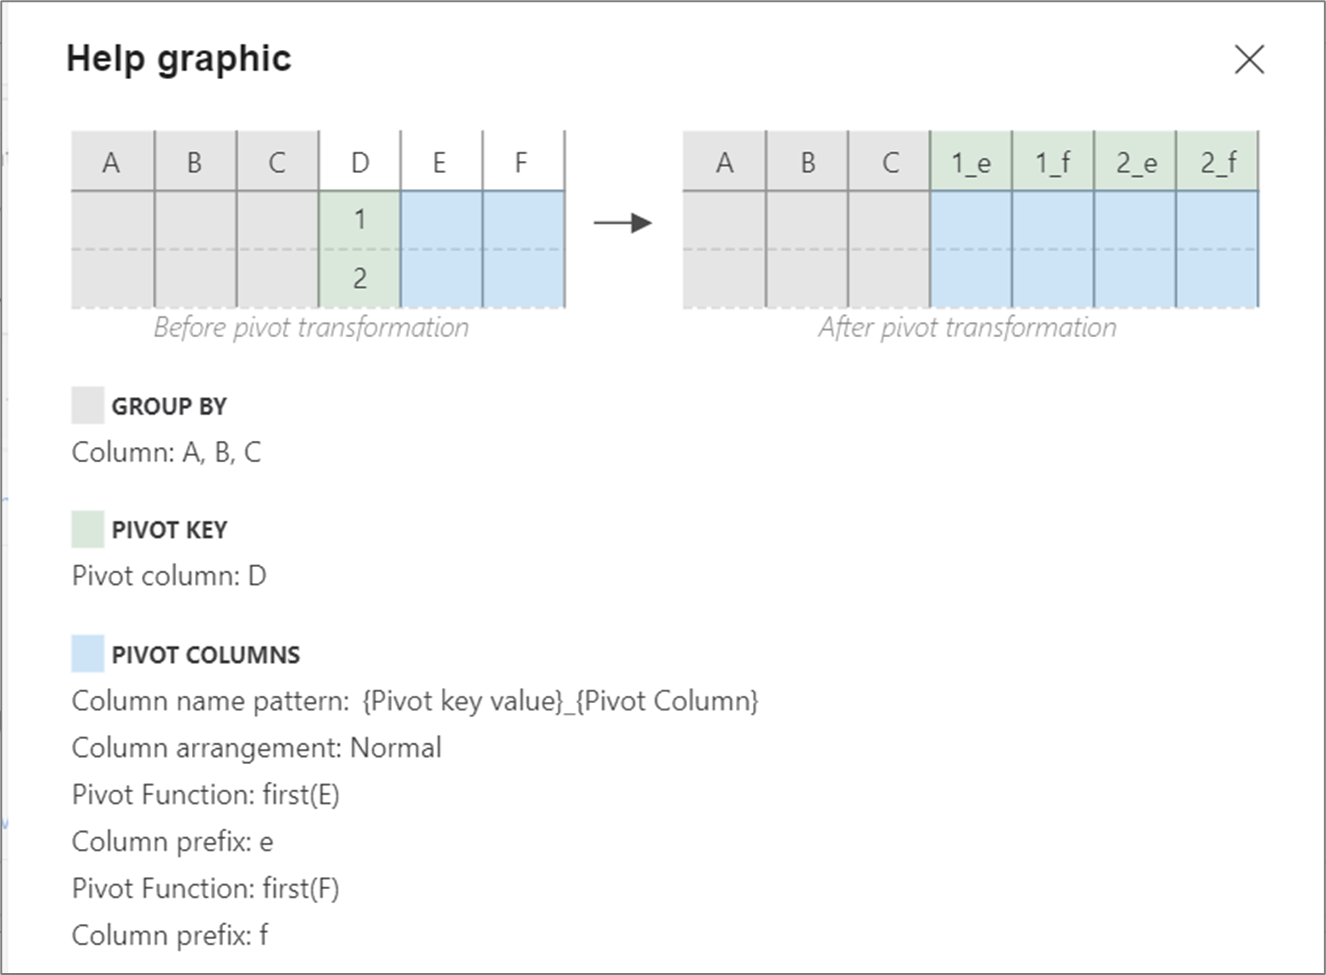 Help graphic
A B C D E F
1
2
Before pivot transformation
A B C 1_e 1_f 2_e 2_f
After pivot transformation
GROUP BY
Column: A, B, C
PIVOT KEY
Pivot column: D
PIVOT COLUMNS
Column name pattern: {Pivot key value}_{Pivot Column}
Column arrangement: Normal
Pivot Function: first(E)
Column prefix: e
Pivot Function: first(F)
Column prefix: f